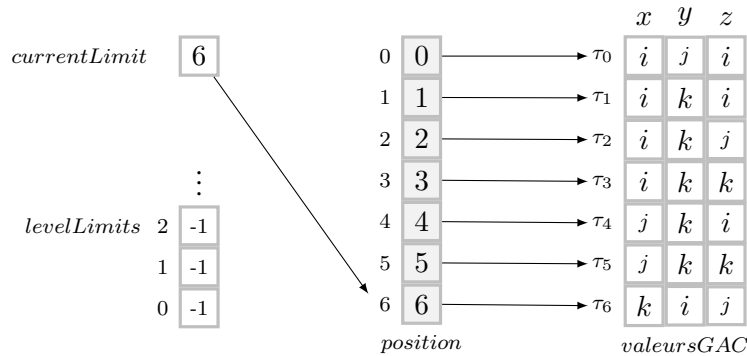 x y z
currentLimit 6 0 0 τ0 i j i
1 1 τ1 i k i
2 2 τ2 i k j
3 3 τ3 i k k
⋮
levelLimits 2 -1 4 4 τ4 j k i
1 -1 5 5 τ5 j k k
0 -1 6 6 τ6 k i j
position valeursGAC